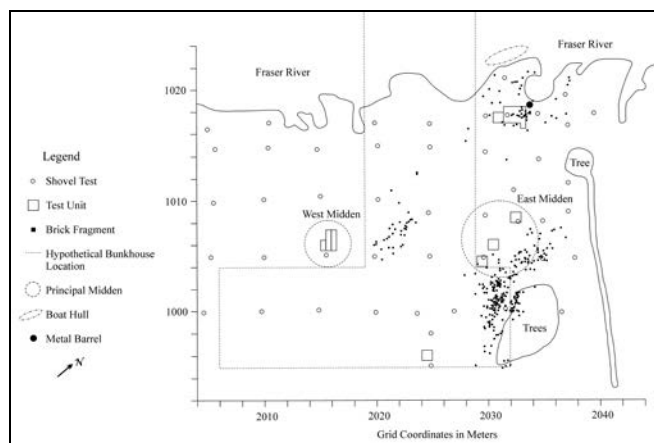 Fraser River
Fraser River
1020
Legend
Shovel Test
Test Unit
Brick Fragment
Hypothetical Bunkhouse
Location
Principal Midden
Boat Hull
Metal Barrel
N
1010
West Midden
East Midden
Tree
1000
Trees
2010
2020
2030
2040
Grid Coordinates in Meters